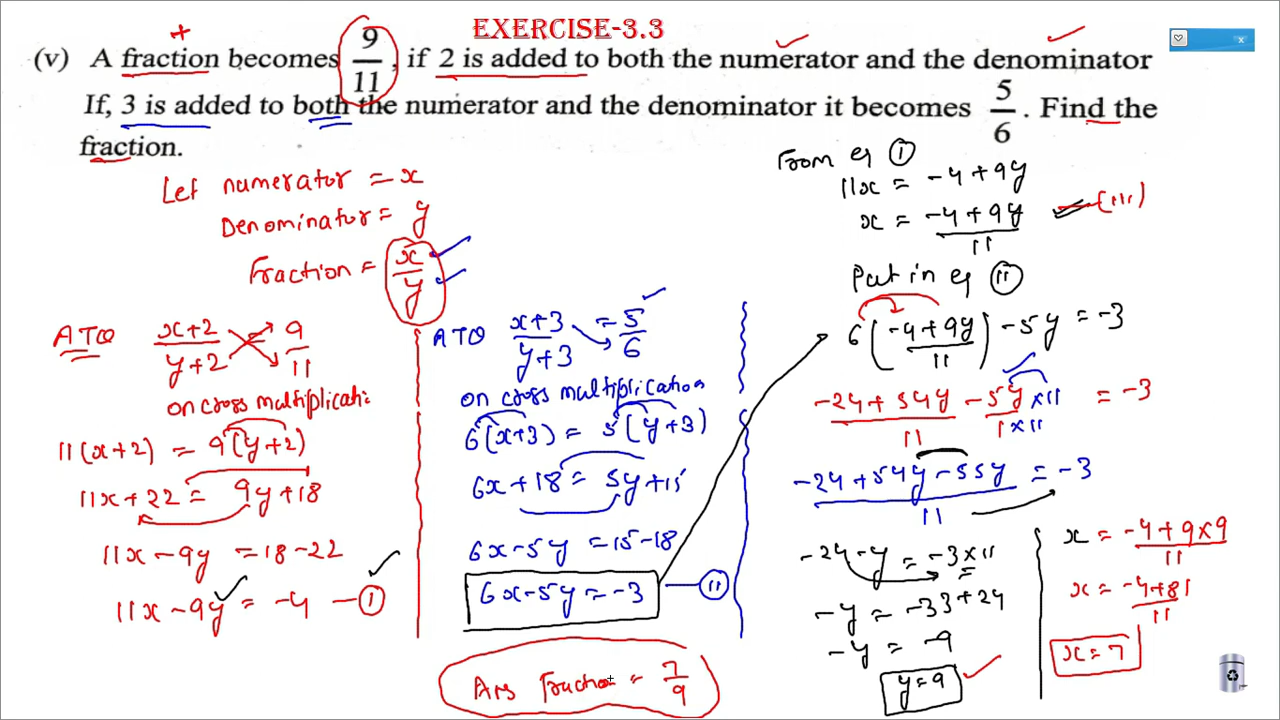 EXERCISE-3.3
(v) A fraction becomes 9/11, if 2 is added to both the numerator and the denominator
If, 3 is added to both the numerator and the denominator it becomes 5/6. Find the
fraction.
Let numerator = x
Denominator = y
Fraction = x/y
ATQ x+2/y+2 = 9/11
on cross multiplicati
11(x+2) = 9(y+2)
11x+22 = 9y+18
11x-9y = 18-22
11x-9y = -4 — (i)
ATQ x+3/y+3 = 5/6
on cross multiplication
6(x+3) = 5(y+3)
6x+18 = 5y+15
6x-5y = 15-18
6x-5y = -3 — (ii)
Ans fraction = 7/9
From eq (i)
11x = -4+9y
x = -4+9y/11 — (iii)
Put in eq (ii)
6(-4+9y/11) -5y = -3
-24+54y/11 - 5y×11/1×11 = -3
-24+54y-55y/11 = -3
-24-y = -3×11
-y = -33+24
-y = -9
y=9
x = -4+9×9/11
x = -4+81/11
x=7